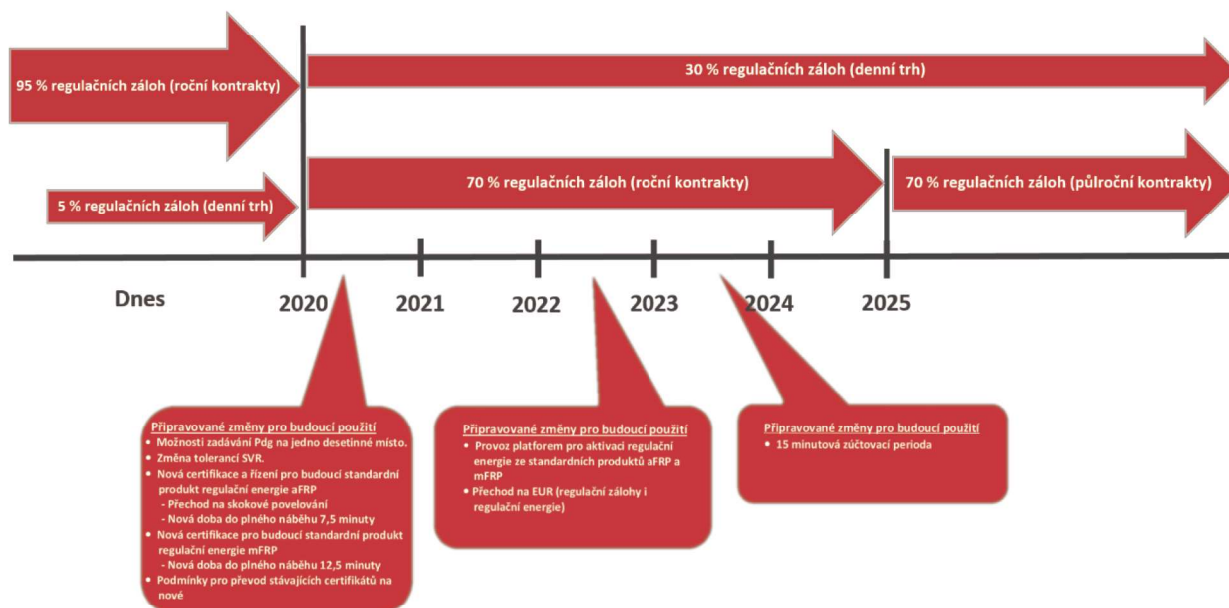 95 % regulačních záloh (roční kontrakty)
30 % regulačních záloh (denní trh)
5 % regulačních záloh (denní trh)
70 % regulačních záloh (roční kontrakty)
70 % regulačních záloh (půlroční kontrakty)
Dnes
2020
2021
2022
2023
2024
2025
Připravované změny pro budoucí použití
• Možnosti zadávání Pdg na jedno desetinné místo.
• Změna tolerancí SVR.
• Nová certifikace a řízení pro budoucí standardní
produkt regulační energie aFRP
- Přechod na skokové povelování
- Nová doba do plného náběhu 7,5 minuty
• Nová certifikace pro budoucí standardní produkt
regulační energie mFRP
- Nová doba do plného náběhu 12,5 minuty
• Podmínky pro převod stávajících certifikátů na
nové
Připravované změny pro budoucí použití
• Provoz platforem pro aktivaci regulační
energie ze standardních produktů aFRP a
mFRP
• Přechod na EUR (regulační zálohy i
regulační energie)
Připravované změny pro budoucí použití
• 15 minutová zúčtovací perioda